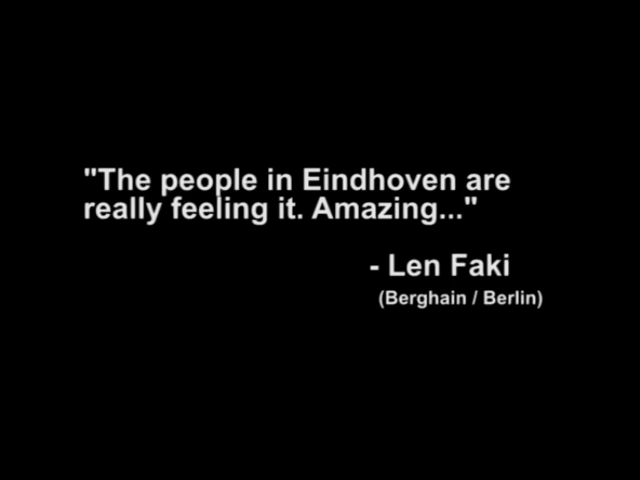 "The people in Eindhoven are
really feeling it. Amazing..."
- Len Faki
(Berghain / Berlin)